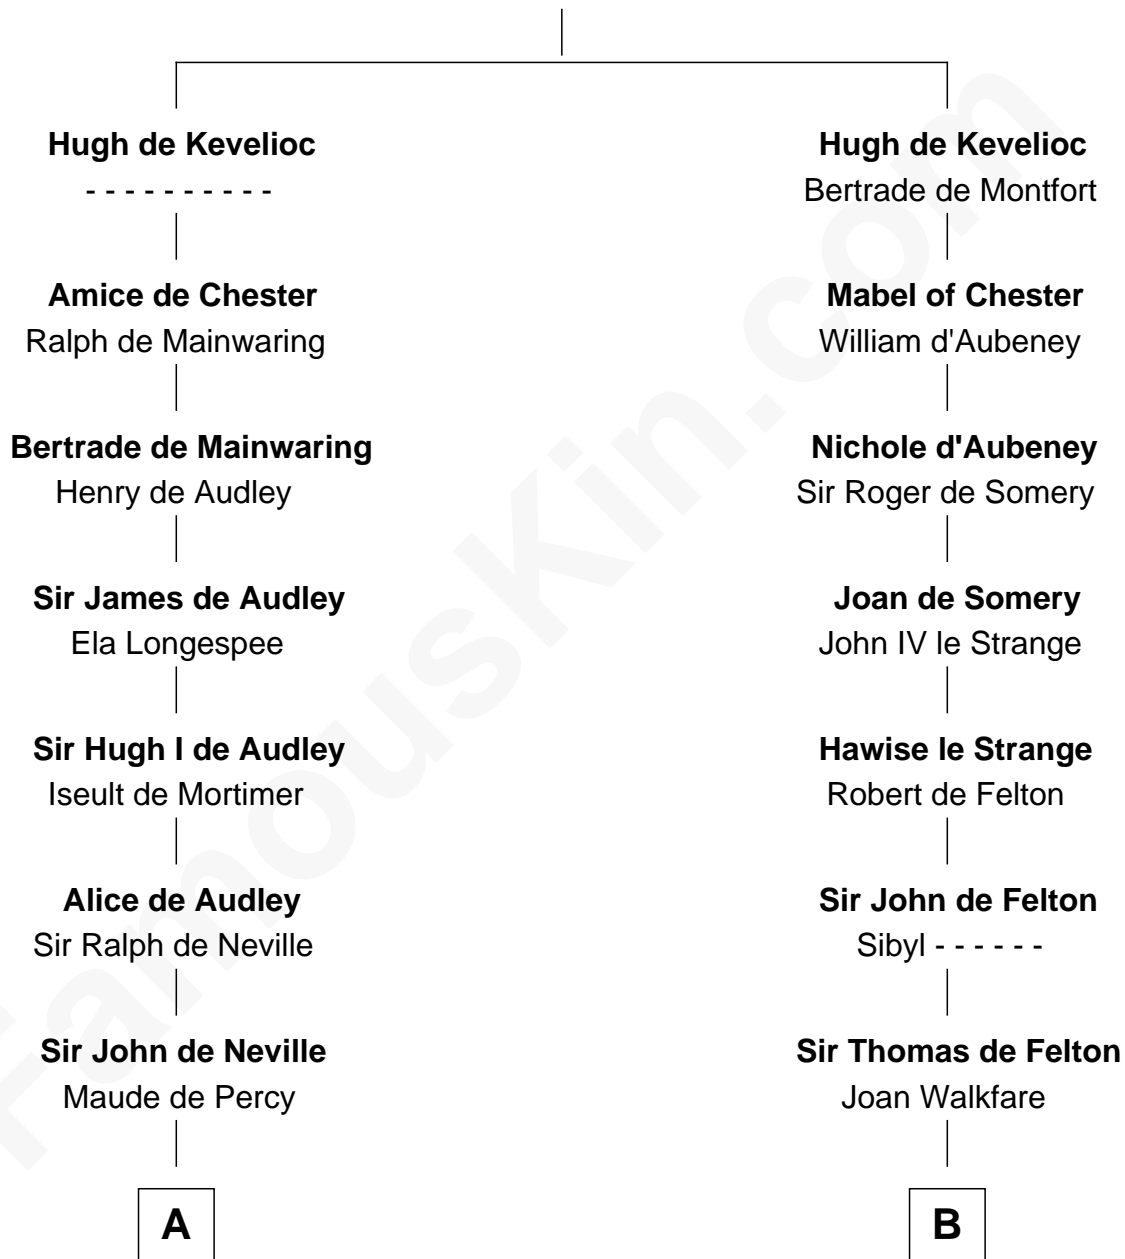 Hugh de Kevelioc
- - - - - - - - - -
Amice de Chester
Ralph de Mainwaring
Bertrade de Mainwaring
Henry de Audley
Sir James de Audley
Ela Longespee
Sir Hugh I de Audley
Iseult de Mortimer
Alice de Audley
Sir Ralph de Neville
Sir John de Neville
Maude de Percy
A
Hugh de Kevelioc
Bertrade de Montfort
Mabel of Chester
William d'Aubeney
Nichole d'Aubeney
Sir Roger de Somery
Joan de Somery
John IV le Strange
Hawise le Strange
Robert de Felton
Sir John de Felton
Sibyl - - - - - -
Sir Thomas de Felton
Joan Walkfare
B
FamousKin.com